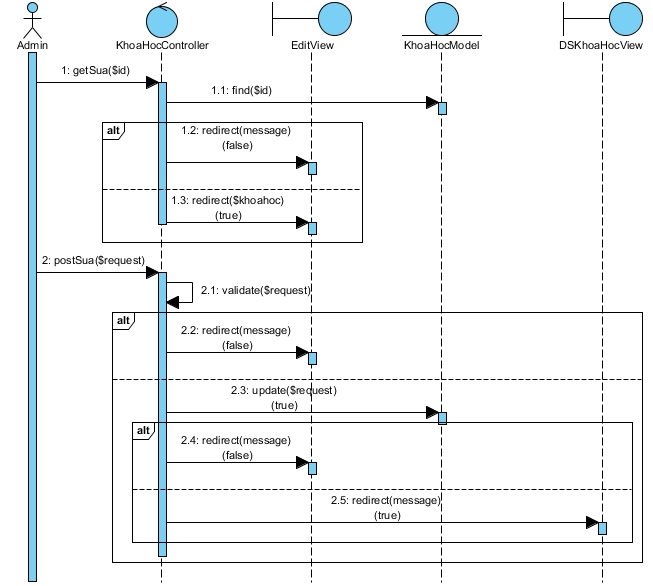 Admin
KhoaHocController
EditView
KhoaHocModel
DSKhoaHocView
1: getSua($id)
1.1: find($id)
alt
1.2: redirect(message)
(false)
1.3: redirect($khoahoc)
(true)
2: postSua($request)
2.1: validate($request)
alt
2.2: redirect(message)
(false)
2.3: update($request)
(true)
alt
2.4: redirect(message)
(false)
2.5: redirect(message)
(true)